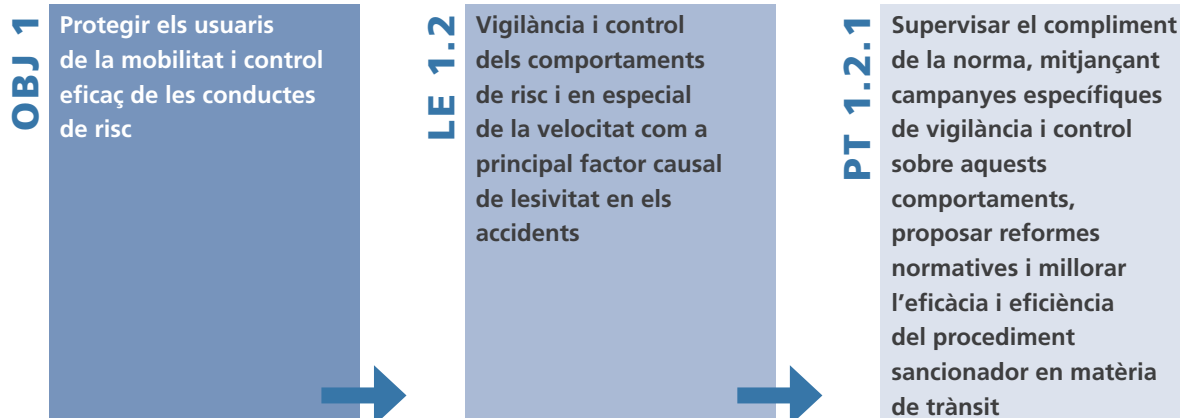 OBJ 1
Protegir els usuaris
de la mobilitat i control
eficaç de les conductes
de risc
LE 1.2
Vigilància i control
dels comportaments
de risc i en especial
de la velocitat com a
principal factor causal
de lesivitat en els
accidents
PT 1.2.1
Supervisar el compliment
de la norma, mitjançant
campanyes específiques
de vigilància i control
sobre aquests
comportaments,
proposar reformes
normatives i millorar
l’eficàcia i eficiència
del procediment
sancionador en matèria
de trànsit